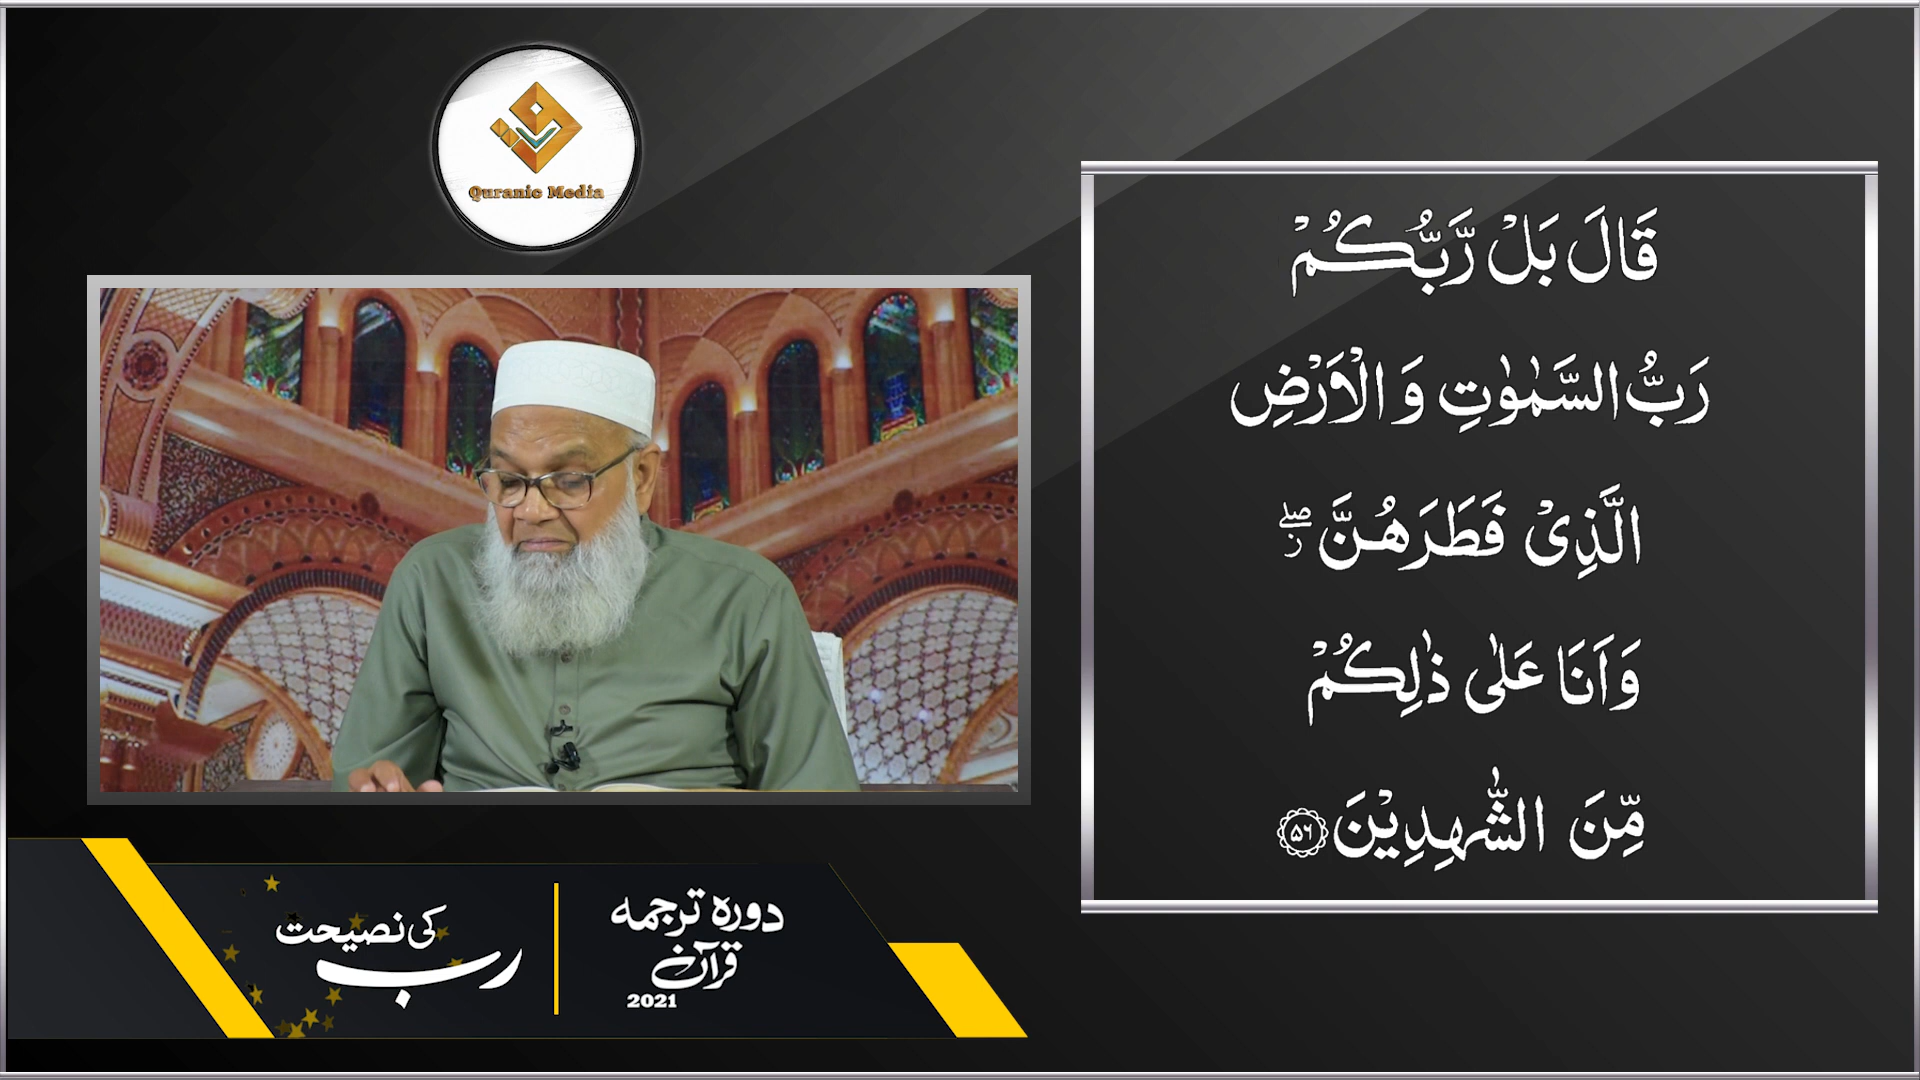 Quranic Media
قَالَ بَلْ رَّبُّكُمْ
رَبُّ السَّمٰوٰتِ وَ الْاَرْضِ
الَّذِیْ فَطَرَهُنَّ ۖ٘
وَ اَنَا عَلٰی ذٰلِكُمْ
مِّنَ الشّٰهِدِیْنَ ۵۶
دورہ ترجمہ
قرآن
2021
رب کی نصیحت